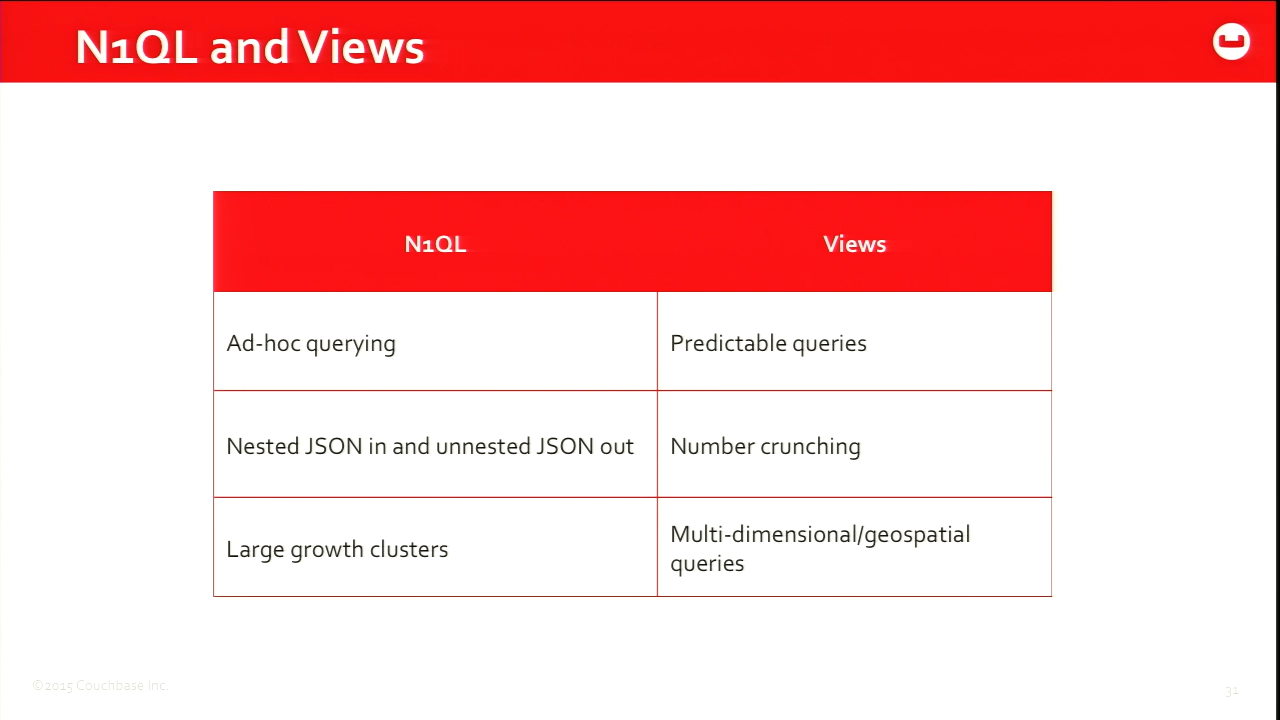 N1QL and Views
N1QL
Views
Ad-hoc querying
Predictable queries
Nested JSON in and unnested JSON out
Number crunching
Large growth clusters
Multi-dimensional/geospatial
queries
©2015 Couchbase Inc.
31